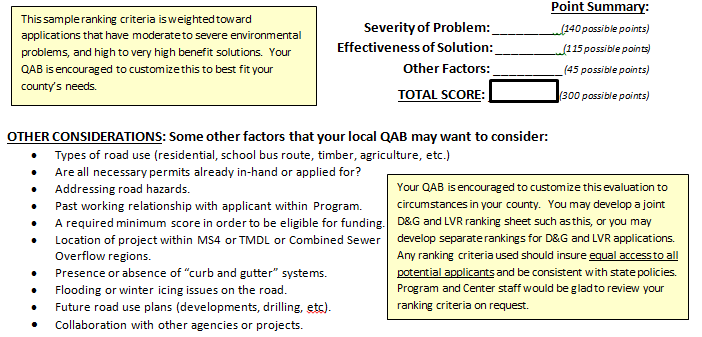 This sample ranking criteria is weighted toward
applications that have moderate to severe environmental
problems, and high to very high benefit solutions. Your
QAB is encouraged to customize this to best fit your
county's needs.
Point Summary:
Severity of Problem: _________(140 possible points)
Effectiveness of Solution: _________(115 possible points)
Other Factors: _________(45 possible points)
TOTAL SCORE: (300 possible points)
OTHER CONSIDERATIONS: Some other factors that your local QAB may want to consider:
• Types of road use (residential, school bus route, timber, agriculture, etc.)
• Are all necessary permits already in-hand or applied for?
• Addressing road hazards.
• Past working relationship with applicant within Program.
• A required minimum score in order to be eligible for funding.
• Location of project within MS4 or TMDL or Combined Sewer
Overflow regions.
• Presence or absence of “curb and gutter” systems.
• Flooding or winter icing issues on the road.
• Future road use plans (developments, drilling, etc).
• Collaboration with other agencies or projects.
Your QAB is encouraged to customize this evaluation to
circumstances in your county. You may develop a joint
D&G and LVR ranking sheet such as this, or you may
develop separate rankings for D&G and LVR applications.
Any ranking criteria used should insure equal access to all
potential applicants and be consistent with state policies.
Program and Center staff would be glad to review your
ranking criteria on request.